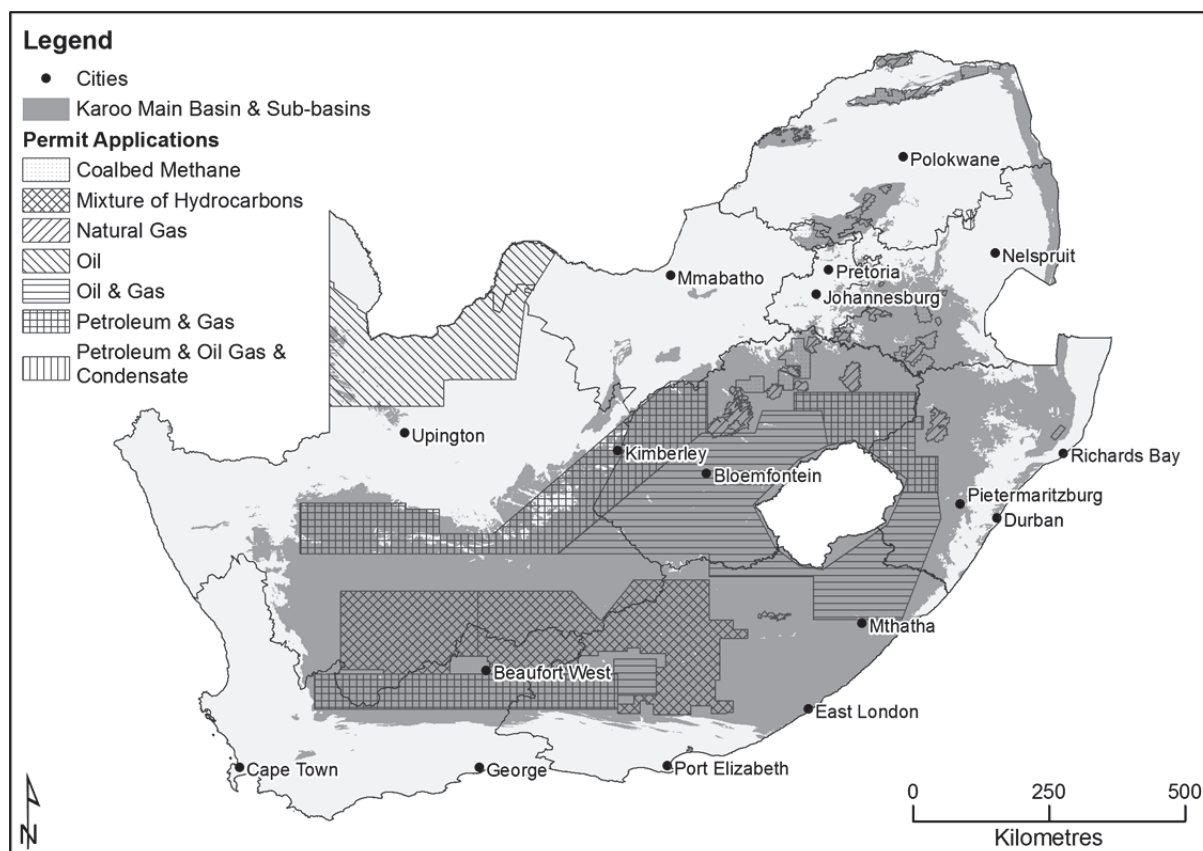 Legend
Cities
Karoo Main Basin & Sub-basins
Permit Applications
Coalbed Methane
Mixture of Hydrocarbons
Natural Gas
Oil
Oil & Gas
Petroleum & Gas
Petroleum & Oil Gas &
Condensate
Polokwane
Nelspruit
Mmabatho
Pretoria
Johannesburg
Upington
Kimberley
Bloemfontein
Richards Bay
Pietermaritzburg
Durban
Mthatha
Beaufort West
East London
Cape Town
George
Port Elizabeth
N
0 250 500
Kilometres